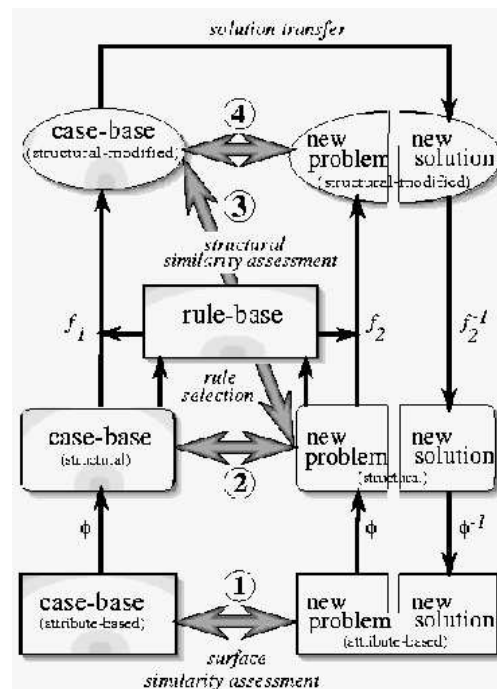 solution transfer
4
case-base
(structural-modified)
new new
problem solution
(structural-modified)
3
structural
similarity assessment
rule-base
f1
f2
f2-1
rule
selection
case-base
(structural)
new new
problem solution
(structural)
2
ϕ
ϕ
ϕ-1
1
case-base
(attribute-based)
new new
problem solution
(attribute-based)
surface
similarity assessment